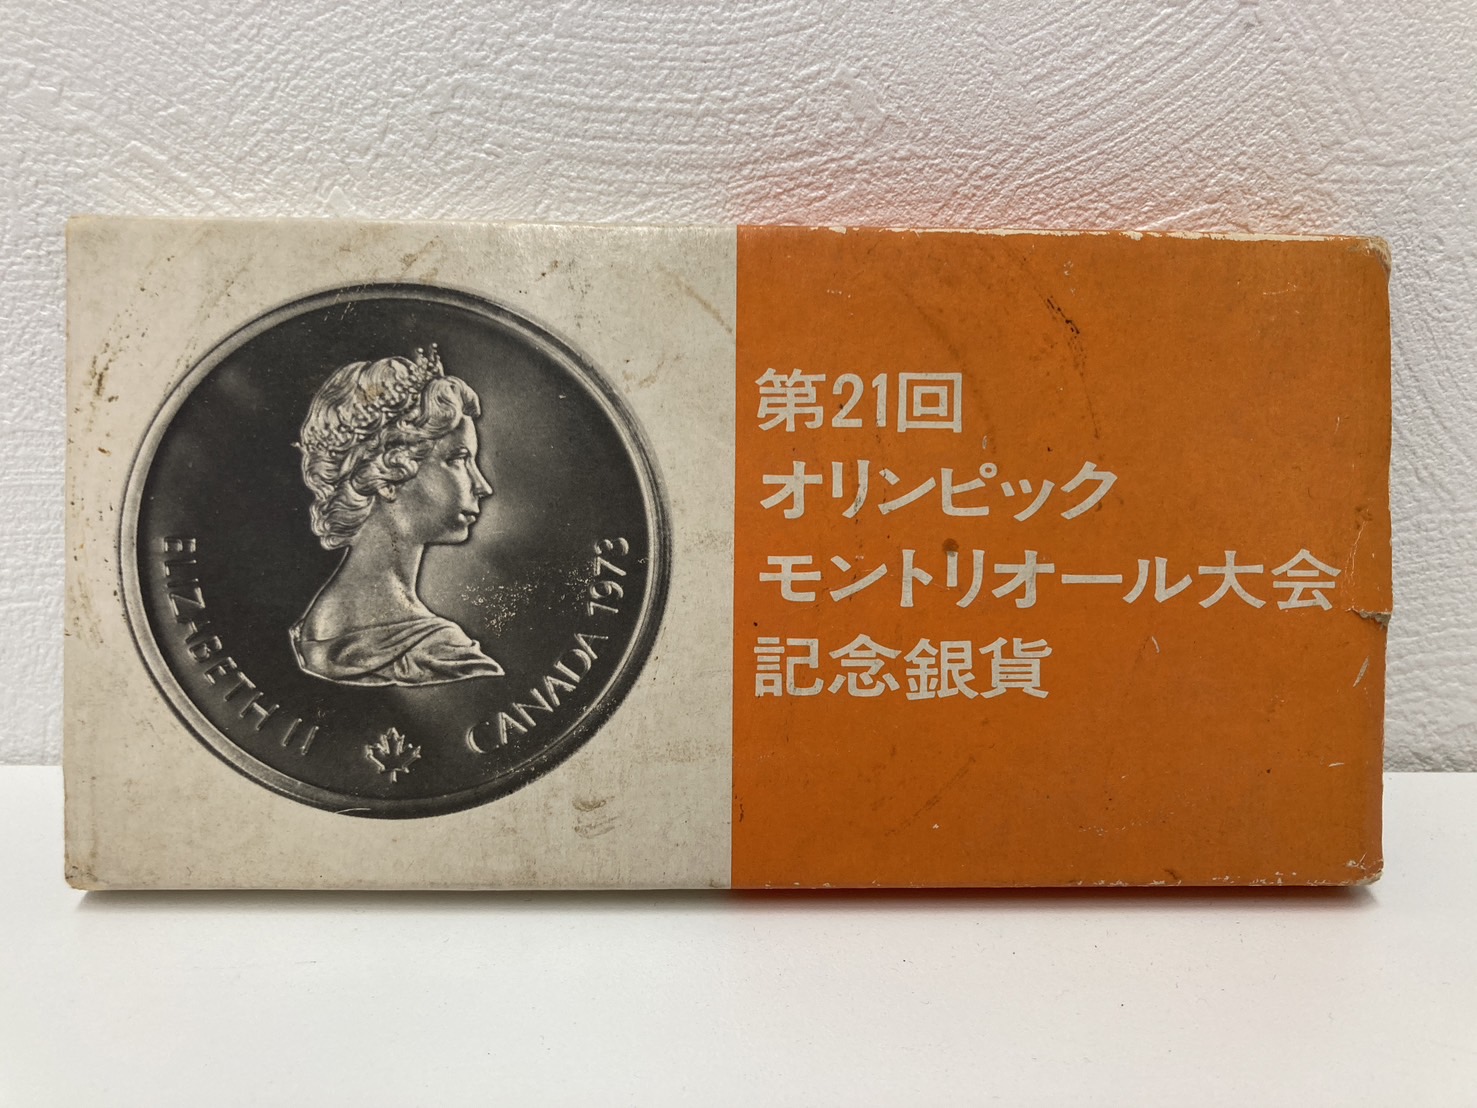 ELIZABETH II
CANADA 1973
第21回
オリンピック
モントリオール大会
記念銀貨